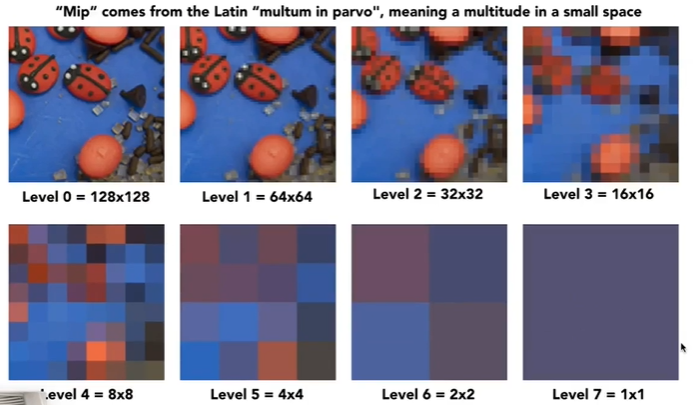 “Mip” comes from the Latin “multum in parvo", meaning a multitude in a small space
Level 0 = 128x128
Level 1 = 64x64
Level 2 = 32x32
Level 3 = 16x16
Level 4 = 8x8
Level 5 = 4x4
Level 6 = 2x2
Level 7 = 1x1